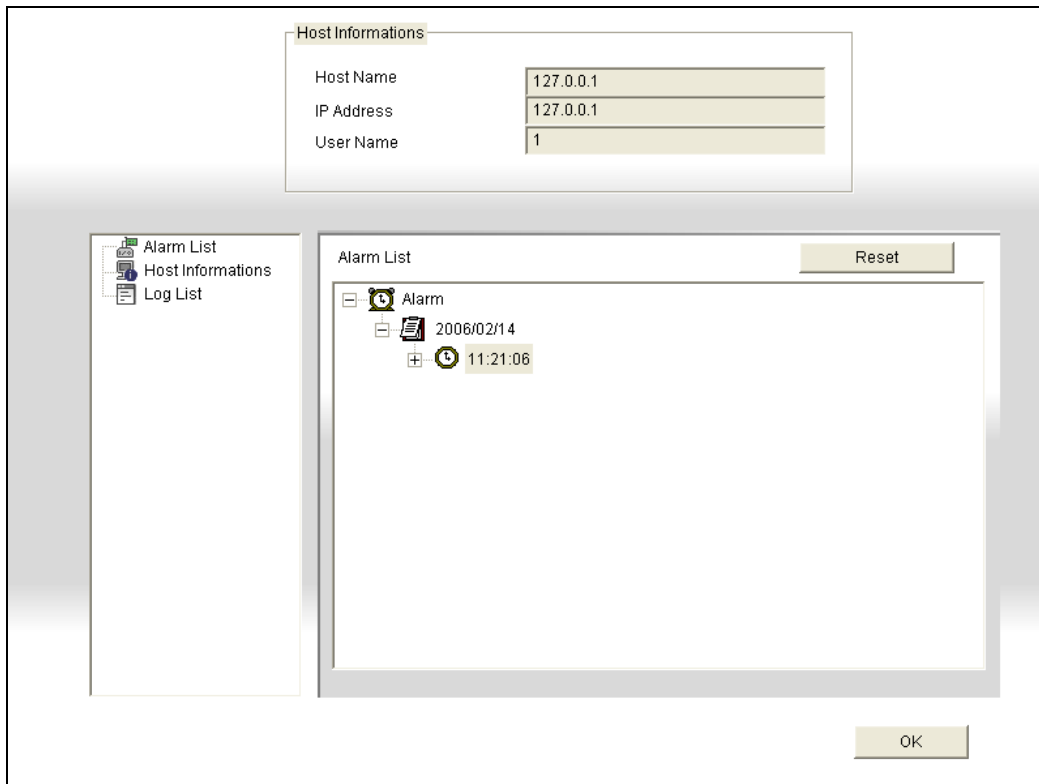 Host Informations
Host Name 127.0.0.1
IP Address 127.0.0.1
User Name 1
Alarm List
Host Informations
Log List
Alarm List Reset
Alarm
2006/02/14
11:21:06
OK